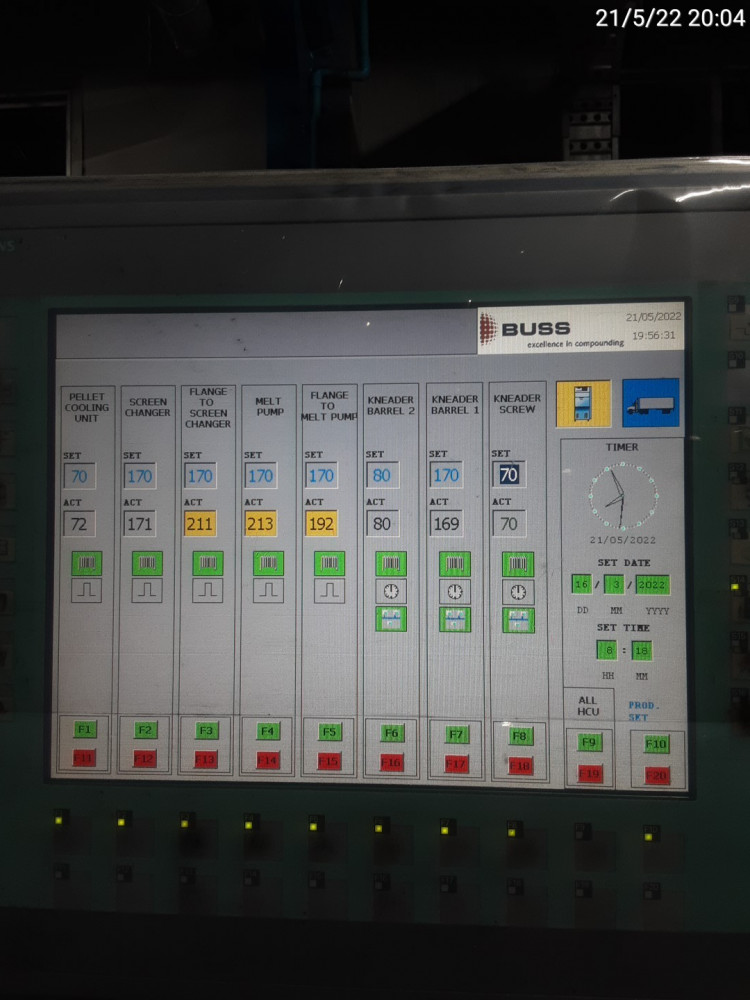 21/5/22 20:04
NS
BUSS
excellence in compounding
21/05/2022
19:56:31
PELLET COOLING UNIT
SET
70
ACT
72
F1
F11
SCREEN CHANGER
SET
170
ACT
171
F2
F12
FLANGE TO SCREEN CHANGER
SET
170
ACT
211
F3
F13
MELT PUMP
SET
170
ACT
213
F4
F14
FLANGE TO MELT PUMP
SET
170
ACT
192
F5
F15
KNEADER BARREL 2
SET
80
ACT
80
F6
F16
KNEADER BARREL 1
SET
170
ACT
169
F7
F17
KNEADER SCREW
SET
70
ACT
70
F8
F18
TIMER
21/05/2022
SET DATE
16 / 3 / 2022
DD MM YYYY
SET TIME
8 : 18
HH MM
ALL HCU
F9
F19
PROD. SET
F10
F20